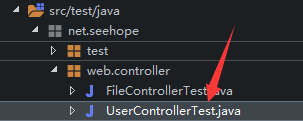 src/test/java
net.seehope
test
web.controller
FileControllerTest.java
UserControllerTest.java